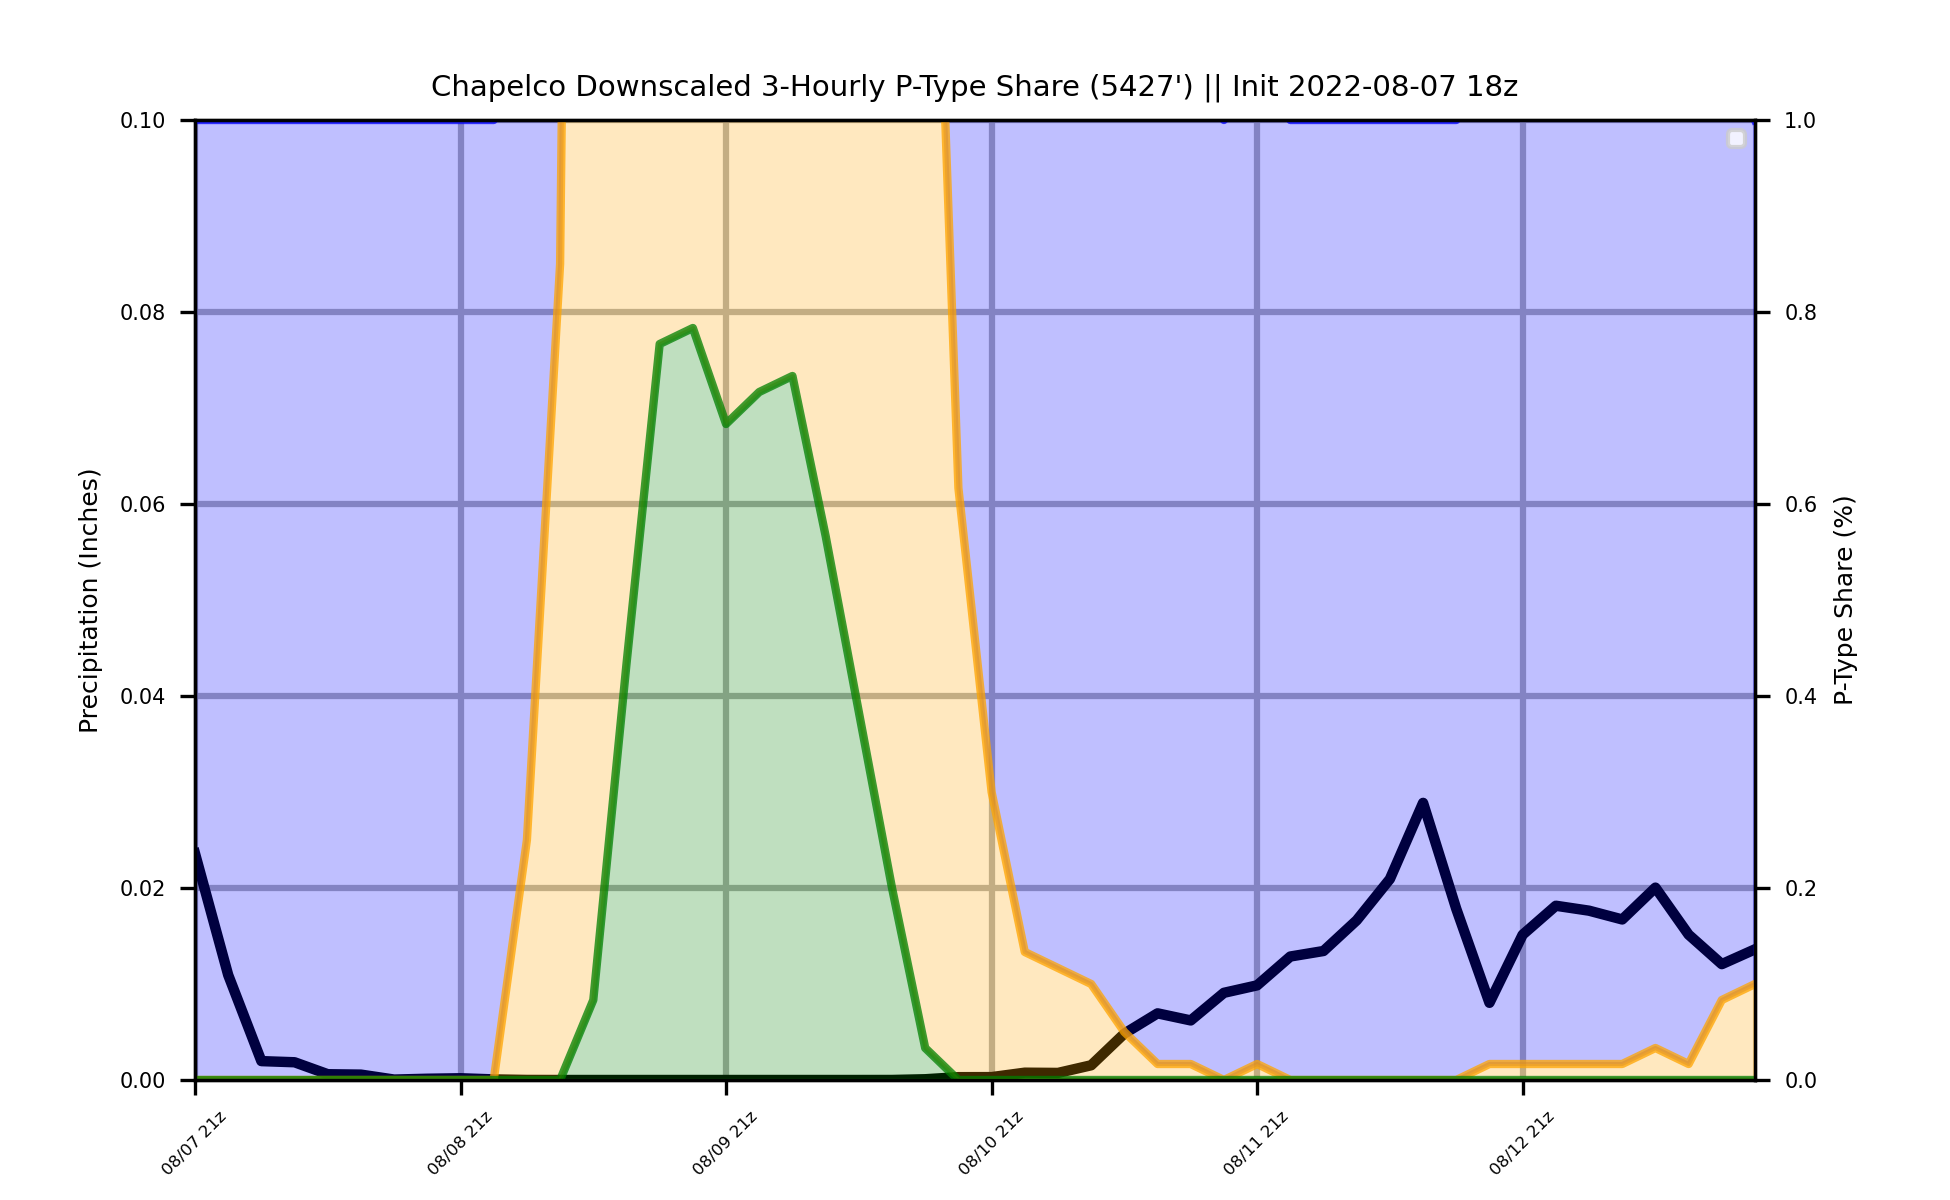 Chapelco Downscaled 3-Hourly P-Type Share (5427') || Init 2022-08-07 18z
0.10
0.08
0.06
0.04
0.02
0.00
Precipitation (Inches)
1.0
0.8
0.6
0.4
0.2
0.0
P-Type Share (%)
08/07 21z
08/08 21z
08/09 21z
08/10 21z
08/11 21z
08/12 21z